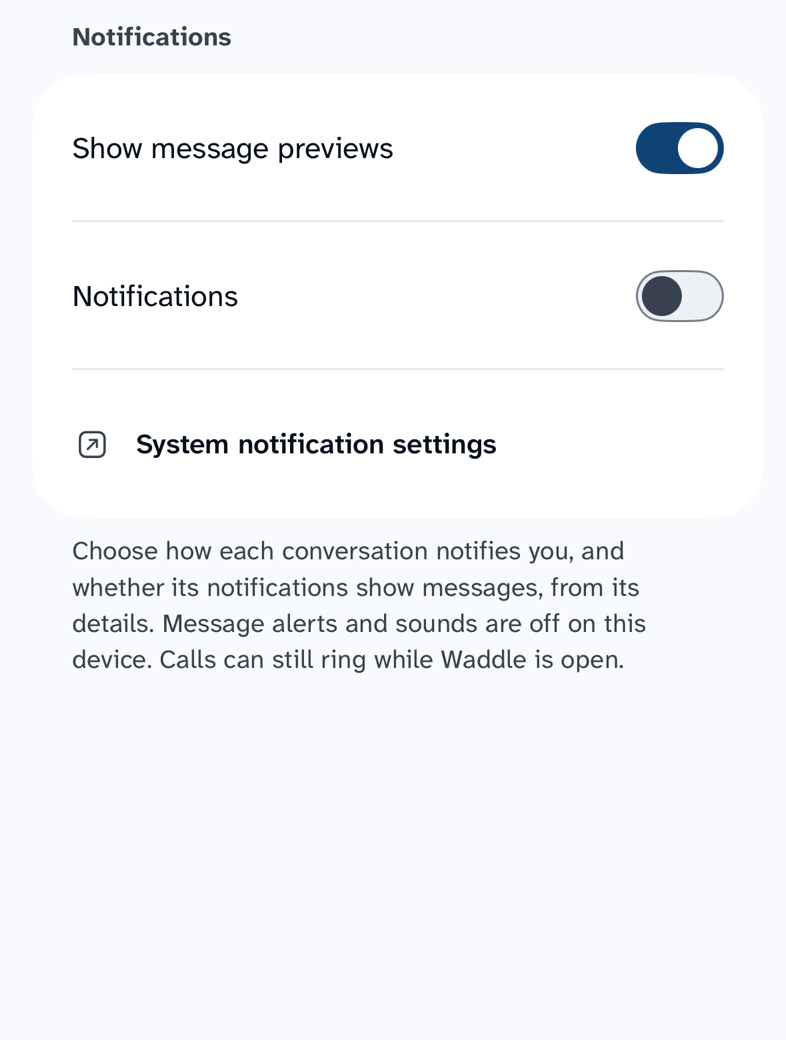 Notifications
Show message previews
Notifications
System notification settings
Choose how each conversation notifies you, and
whether its notifications show messages, from its
details. Message alerts and sounds are off on this
device. Calls can still ring while Waddle is open.